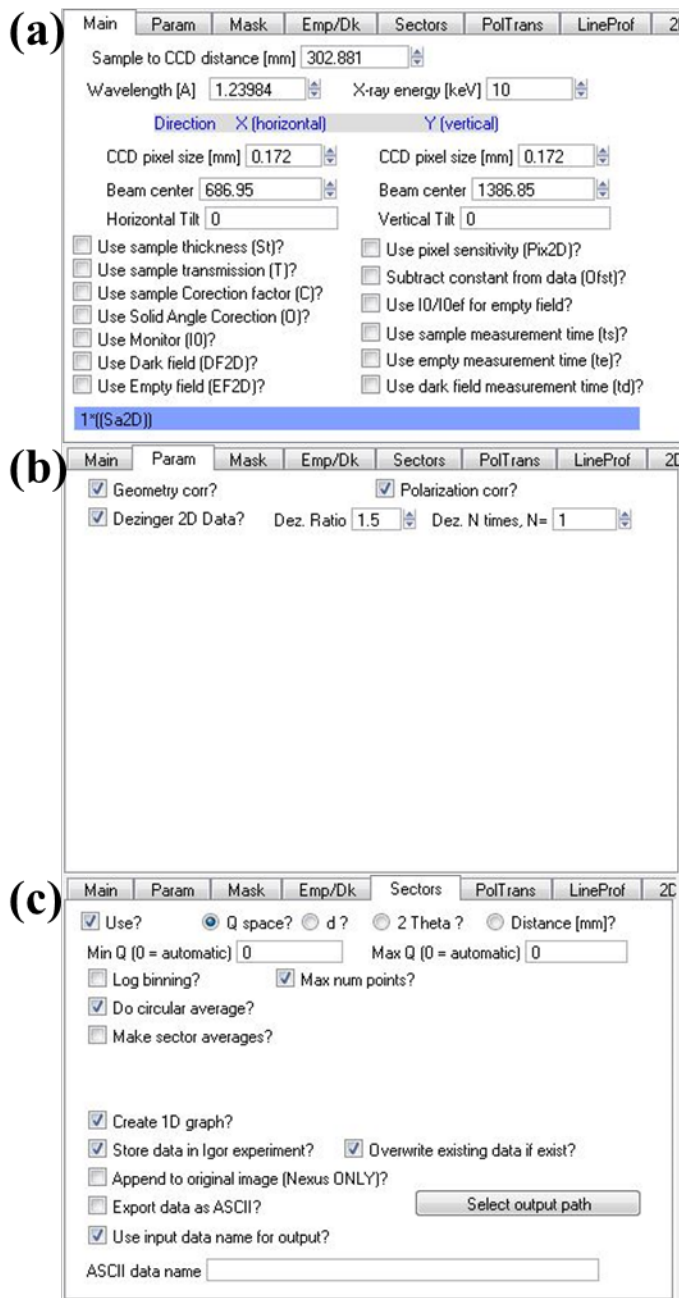 (a)
Main Param Mask Emp/Dk Sectors PolTrans LineProf 2
Sample to CCD distance [mm] 302.881
Wavelength [A] 1.23984 X-ray energy [keV] 10
Direction X (horizontal) Y (vertical)
CCD pixel size [mm] 0.172 CCD pixel size [mm] 0.172
Beam center 686.95 Beam center 1386.85
Horizontal Tilt 0 Vertical Tilt 0
Use sample thickness (St)? Use pixel sensitivity (Pix2D)?
Use sample transmission (T)? Subtract constant from data (Ofst)?
Use sample Corection factor (C)? Use I0/I0ef for empty field?
Use Solid Angle Corection (O)? Use sample measurement time (ts)?
Use Monitor (I0)? Use empty measurement time (te)?
Use Dark field (DF2D)? Use dark field measurement time (td)?
Use Empty field (EF2D)?
1*((Sa2D))
(b)
Main Param Mask Emp/Dk Sectors PolTrans LineProf 2D
Geometry corr? Polarization corr?
Dezinger 2D Data? Dez. Ratio 1.5 Dez. N times, N= 1
(c)
Main Param Mask Emp/Dk Sectors PolTrans LineProf 2D
Use? Q space? d ? 2 Theta ? Distance [mm]?
Min Q (0 = automatic) 0 Max Q (0 = automatic) 0
Log binning? Max num points?
Do circular average?
Make sector averages?
Create 1D graph?
Store data in Igor experiment? Overwrite existing data if exist?
Append to original image (Nexus ONLY)?
Export data as ASCII? Select output path
Use input data name for output?
ASCII data name